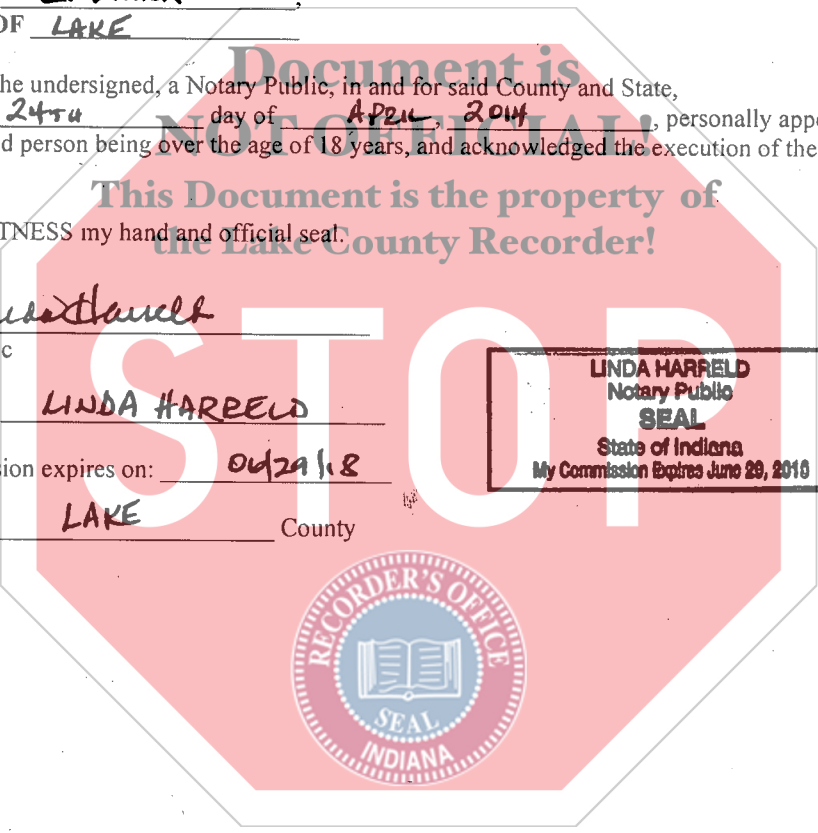 OF LAKE
he undersigned, a Notary Public, in and for said County and State,
24TH day of APRIL, 2014, personally appe
d person being over the age of 18 years, and acknowledged the execution of the
TNESS my hand and official seal.
c
LINDA HARRELD
sion expires on: 06/29/18
LAKE County
LINDA HARRELD
Notary Public
SEAL
State of Indiana
My Commission Expires June 29, 2018
Document is
NOT OFFICIAL!
This Document is the property of
the Lake County Recorder!
STOP
RECORDER'S OFFICE
SEAL
INDIANA